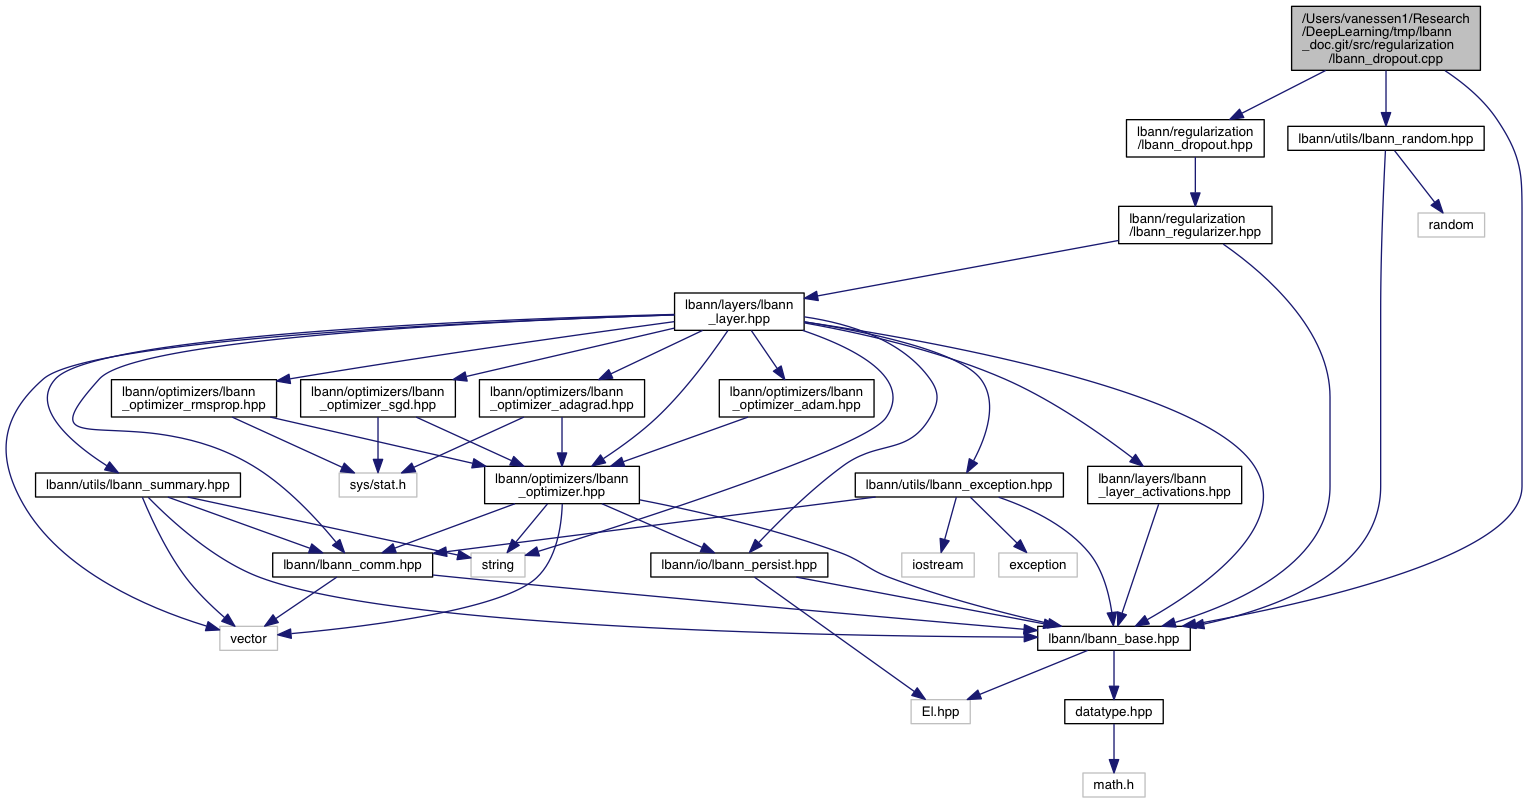 /Users/vanessen1/Research
/DeepLearning/tmp/lbann
_doc.git/src/regularization
/lbann_dropout.cpp
lbann/regularization
/lbann_dropout.hpp
lbann/utils/lbann_random.hpp
lbann/regularization
/lbann_regularizer.hpp
random
lbann/layers/lbann
_layer.hpp
lbann/optimizers/lbann
_optimizer_rmsprop.hpp
lbann/optimizers/lbann
_optimizer_sgd.hpp
lbann/optimizers/lbann
_optimizer_adagrad.hpp
lbann/optimizers/lbann
_optimizer_adam.hpp
lbann/utils/lbann_summary.hpp
sys/stat.h
lbann/optimizers/lbann
_optimizer.hpp
lbann/utils/lbann_exception.hpp
lbann/layers/lbann
_layer_activations.hpp
lbann/lbann_comm.hpp
string
lbann/io/lbann_persist.hpp
iostream
exception
vector
lbann/lbann_base.hpp
El.hpp
datatype.hpp
math.h